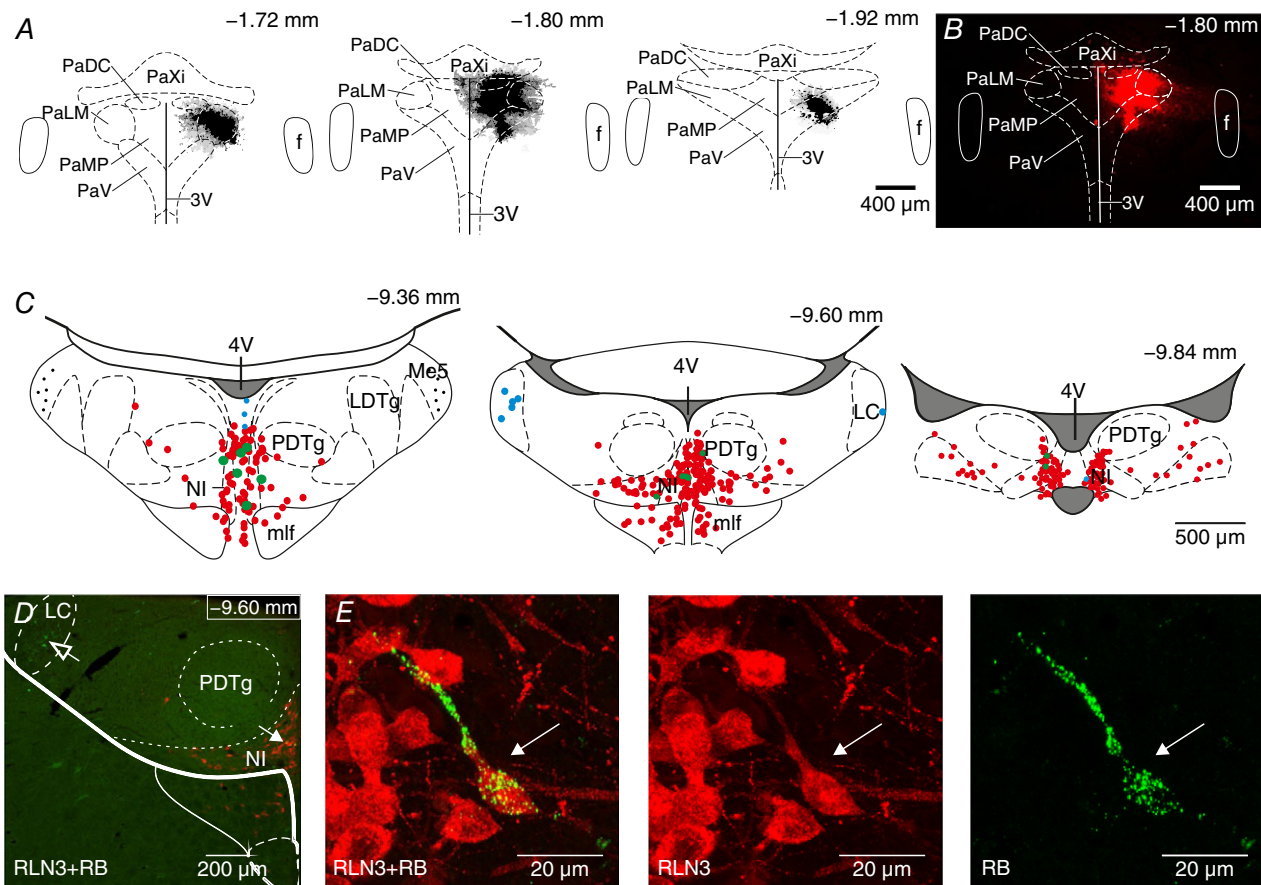 A
−1.72 mm
PaDC
PaXi
PaLM
PaMP
PaV
3V
f
−1.80 mm
PaDC
PaXi
PaLM
PaMP
PaV
3V
f
−1.92 mm
PaDC
PaXi
PaLM
PaMP
PaV
3V
f
400 µm
B
−1.80 mm
PaDC
PaXi
PaLM
PaMP
PaV
3V
f
400 µm
C
−9.36 mm
4V
Me5
LDTg
PDTg
NI
mlf
−9.60 mm
4V
LC
PDTg
NI
mlf
−9.84 mm
4V
PDTg
NI
500 µm
D
LC
−9.60 mm
PDTg
NI
RLN3+RB
200 µm
E
RLN3+RB
20 µm
RLN3
20 µm
RB
20 µm